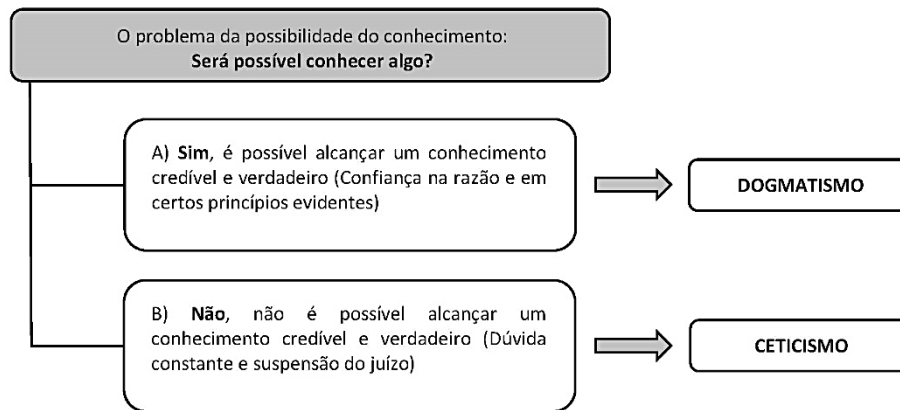 O problema da possibilidade do conhecimento:
Será possível conhecer algo?
A) Sim, é possível alcançar um conhecimento
credível e verdadeiro (Confiança na razão e em
certos princípios evidentes)
DOGMATISMO
B) Não, não é possível alcançar um
conhecimento credível e verdadeiro (Dúvida
constante e suspensão do juízo)
CETICISMO